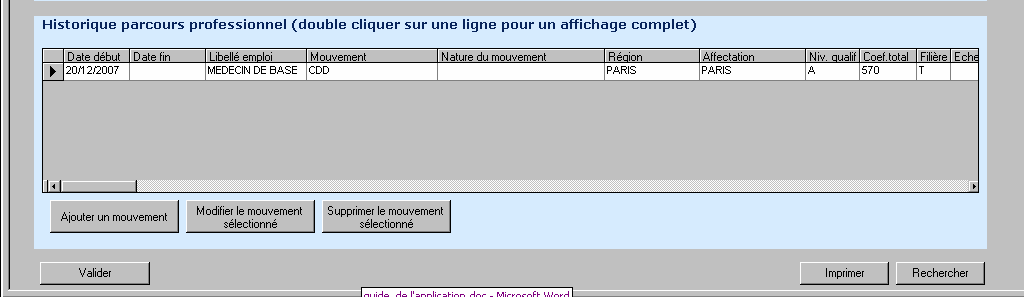 Historique parcours professionnel (double cliquer sur une ligne pour un affichage complet)
Date début Date fin Libellé emploi Mouvement Nature du mouvement Région Affectation Niv. qualif Coef.total Filière Eche
20/12/2007 MEDECIN DE BASE CDD PARIS PARIS A 570 T
Ajouter un mouvement
Modifier le mouvement
sélectionné
Supprimer le mouvement
sélectionné
Valider
Imprimer
Rechercher
guide de l'application.doc - Microsoft Word